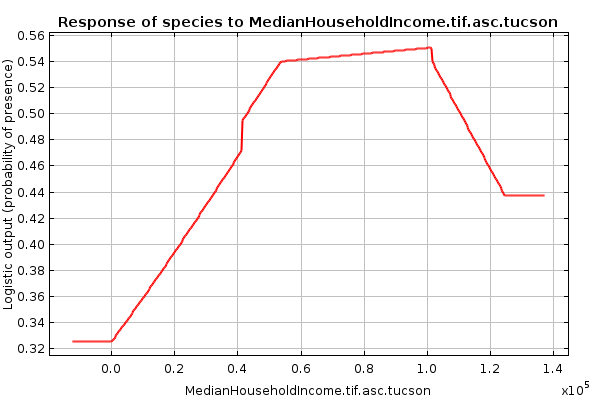 Response of species to MedianHouseholdIncome.tif.asc.tucson
Logistic output (probability of presence)
0.56
0.54
0.52
0.50
0.48
0.46
0.44
0.42
0.40
0.38
0.36
0.34
0.32
0.0 0.2 0.4 0.6 0.8 1.0 1.2 1.4
MedianHouseholdIncome.tif.asc.tucson
x10⁵